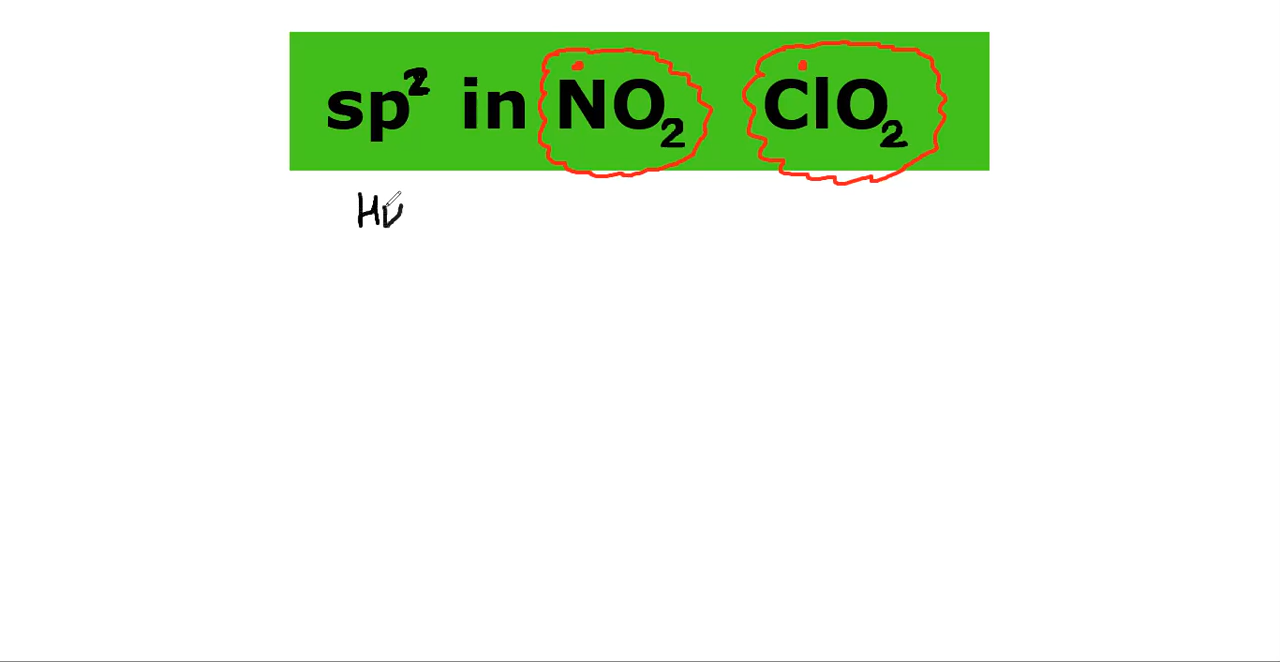 sp² in NO₂ ClO₂